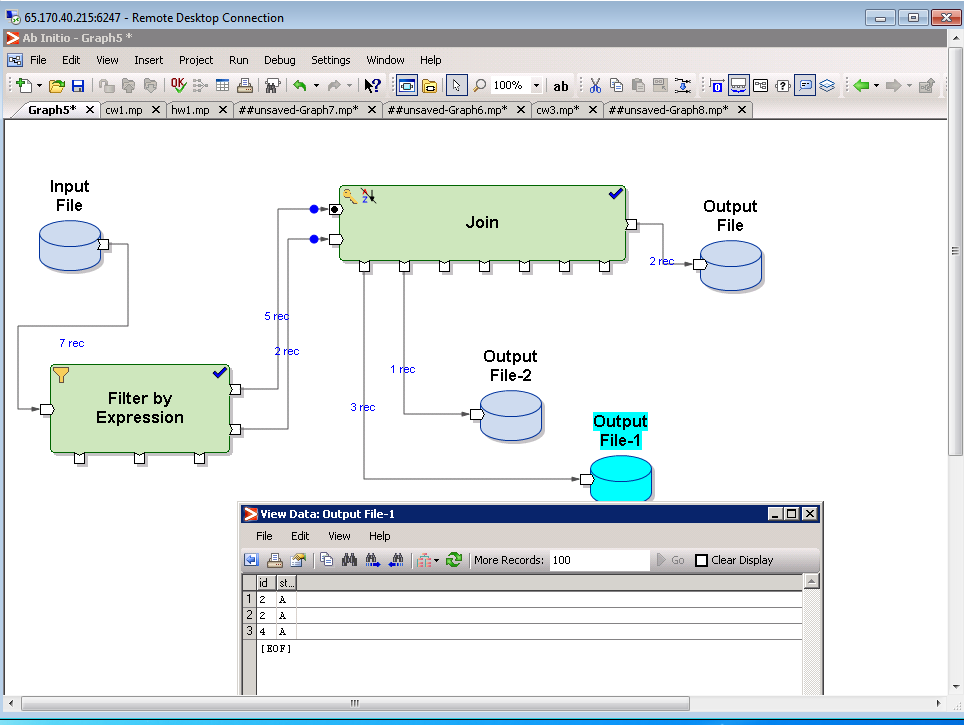 65.170.40.215:6247 - Remote Desktop Connection
Ab Initio - Graph5 *
File Edit View Insert Project Run Debug Settings Window Help
OK 100% ab
Graph5* cw1.mp hw1.mp ##unsaved-Graph7.mp* ##unsaved-Graph6.mp* cw3.mp ##unsaved-Graph8.mp*
Input
File
Join
Output
File
2 rec
5 rec
2 rec
7 rec
Filter by
Expression
Output
File-2
1 rec
3 rec
Output
File-1
View Data: Output File-1
File Edit View Help
More Records: 100 Go Clear Display
id st...
1 2 A
2 2 A
3 4 A
[EOF]